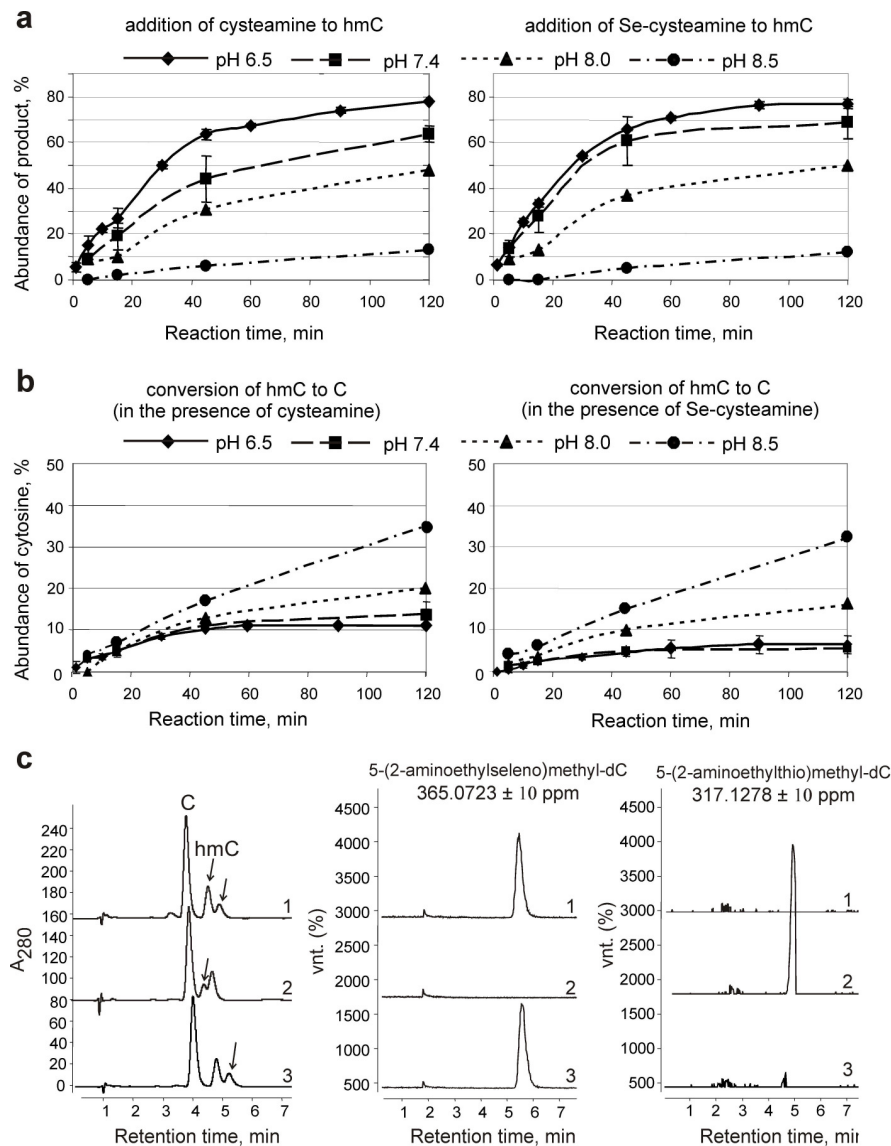 a
addition of cysteamine to hmC
addition of Se-cysteamine to hmC
pH 6.5 pH 7.4 pH 8.0 pH 8.5
Abundance of product, %
80
60
40
20
0
0 20 40 60 80 100 120
Reaction time, min
80
60
40
20
0
0 20 40 60 80 100 120
Reaction time, min
b
conversion of hmC to C
(in the presence of cysteamine)
conversion of hmC to C
(in the presence of Se-cysteamine)
pH 6.5 pH 7.4 pH 8.0 pH 8.5
Abundance of cytosine, %
50
40
30
20
10
0
0 20 40 60 80 100 120
Reaction time, min
50
40
30
20
10
0
0 20 40 60 80 100 120
Reaction time, min
c
A280
240
220
200
180
160
140
120
100
80
60
40
20
0
C
hmC
1
2
3
1 2 3 4 5 6 7
Retention time, min
5-(2-aminoethylseleno)methyl-dC
365.0723 ± 10 ppm
vnt. (%)
4500
4000
3500
3000
2500
2000
1500
1000
500
1
2
3
1 2 3 4 5 6 7
Retention time, min
5-(2-aminoethylthio)methyl-dC
317.1278 ± 10 ppm
vnt. (%)
4500
4000
3500
3000
2500
2000
1500
1000
500
1
2
3
1 2 3 4 5 6 7
Retention time, min